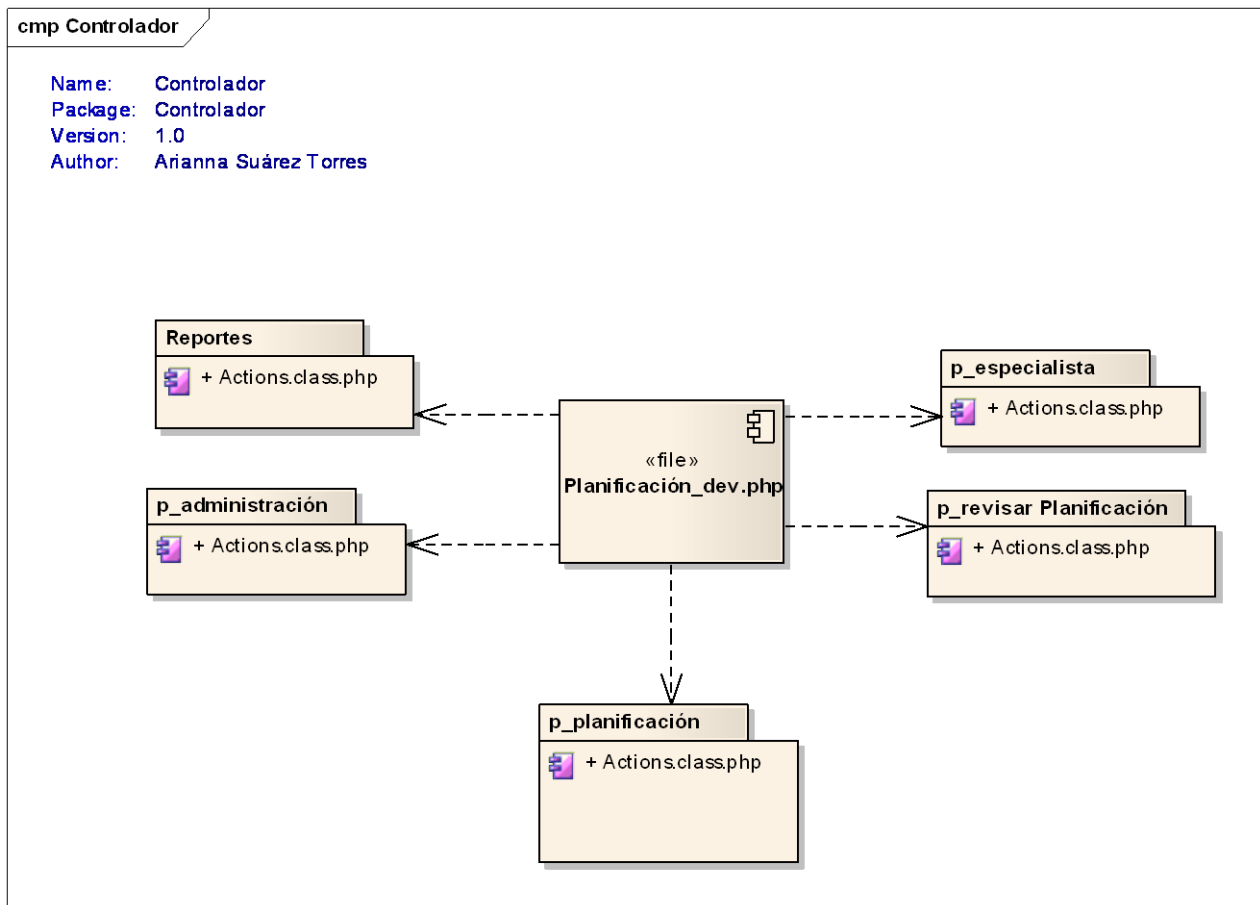 cmp Controlador
Name: Controlador
Package: Controlador
Version: 1.0
Author: Arianna Suárez Torres
Reportes
+ Actions.class.php
p_especialista
+ Actions.class.php
«file»
Planificación_dev.php
p_administración
+ Actions.class.php
p_revisar Planificación
+ Actions.class.php
p_planificación
+ Actions.class.php